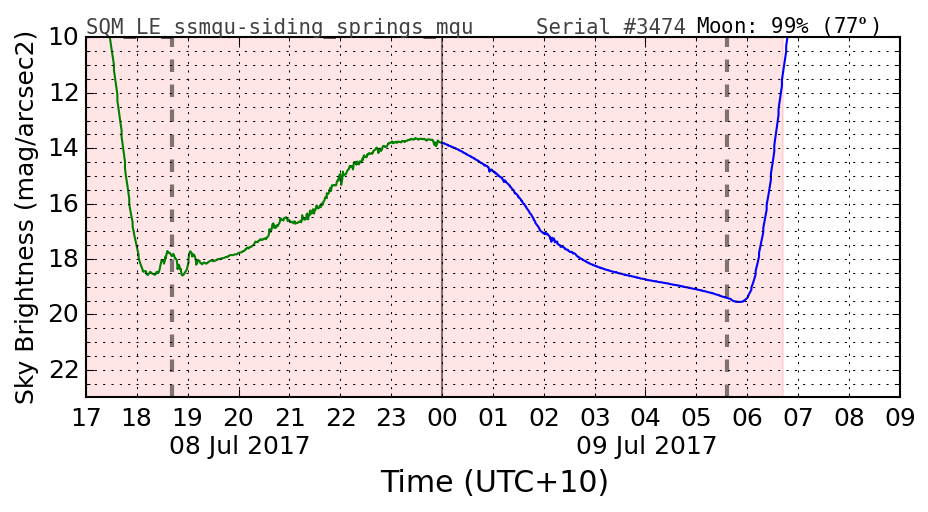 SQM_LE_ssmqu-siding_springs_mqu Serial #3474 Moon: 99% (77°)
Sky Brightness (mag/arcsec2)
10
12
14
16
18
20
22
17 18 19 20 21 22 23 00 01 02 03 04 05 06 07 08 09
08 Jul 2017 09 Jul 2017
Time (UTC+10)